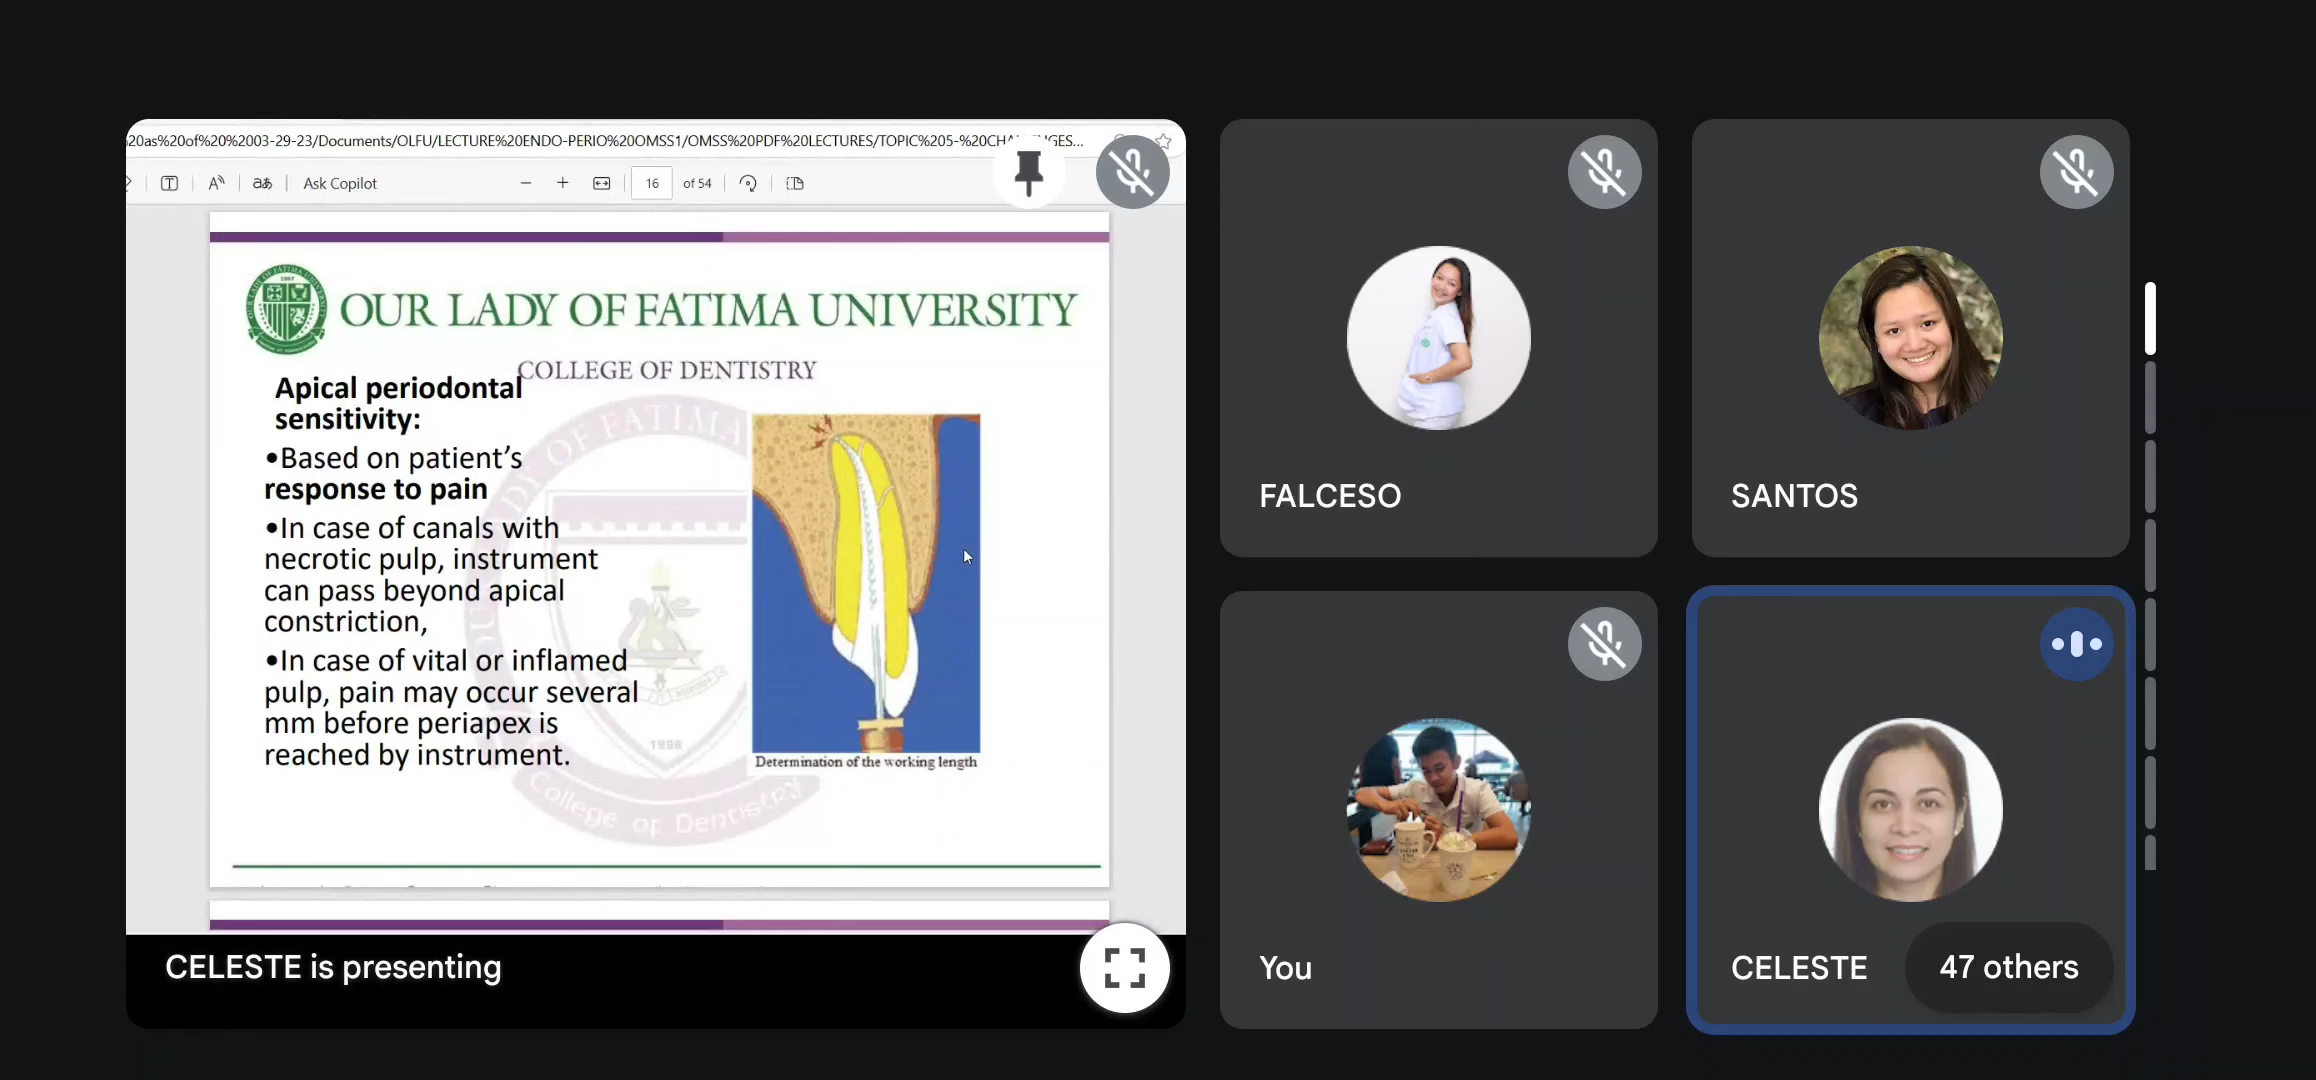 20as%20of%20%2003-29-23/Documents/OLFU/LECTURE%20ENDO-PERIO%20OMSS1/OMSS%20PDF%20LECTURES/TOPIC%205-%20CH
Ask Copilot
16 of 54
OUR LADY OF FATIMA UNIVERSITY
COLLEGE OF DENTISTRY
Apical periodontal
sensitivity:
•Based on patient’s
response to pain
•In case of canals with
necrotic pulp, instrument
can pass beyond apical
constriction,
•In case of vital or inflamed
pulp, pain may occur several
mm before periapex is
reached by instrument.
Determination of the working length
1998
College of Dentistry
CELESTE is presenting
FALCESO
SANTOS
You
CELESTE
47 others